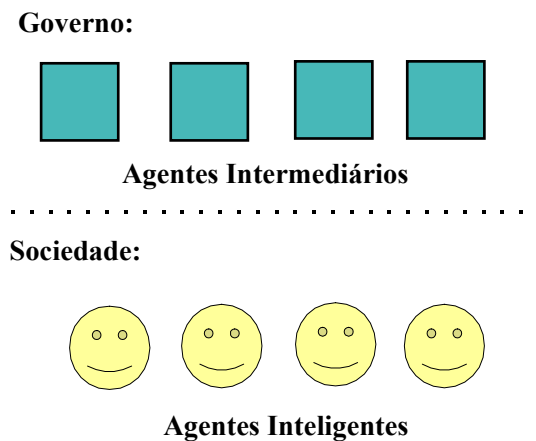 Governo:
Agentes Intermediários
Sociedade:
Agentes Inteligentes